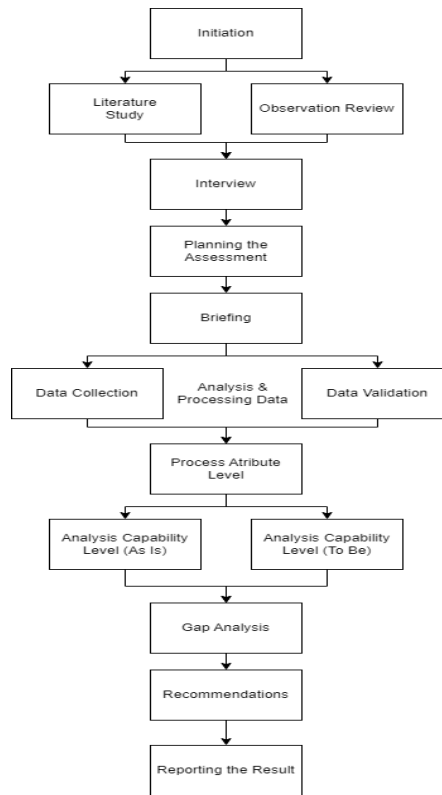 Initiation
Literature
Study
Observation Review
Interview
Planning the
Assessment
Briefing
Data Collection
Analysis &
Processing Data
Data Validation
Process Atribute
Level
Analysis Capability
Level (As Is)
Analysis Capability
Level (To Be)
Gap Analysis
Recommendations
Reporting the Result